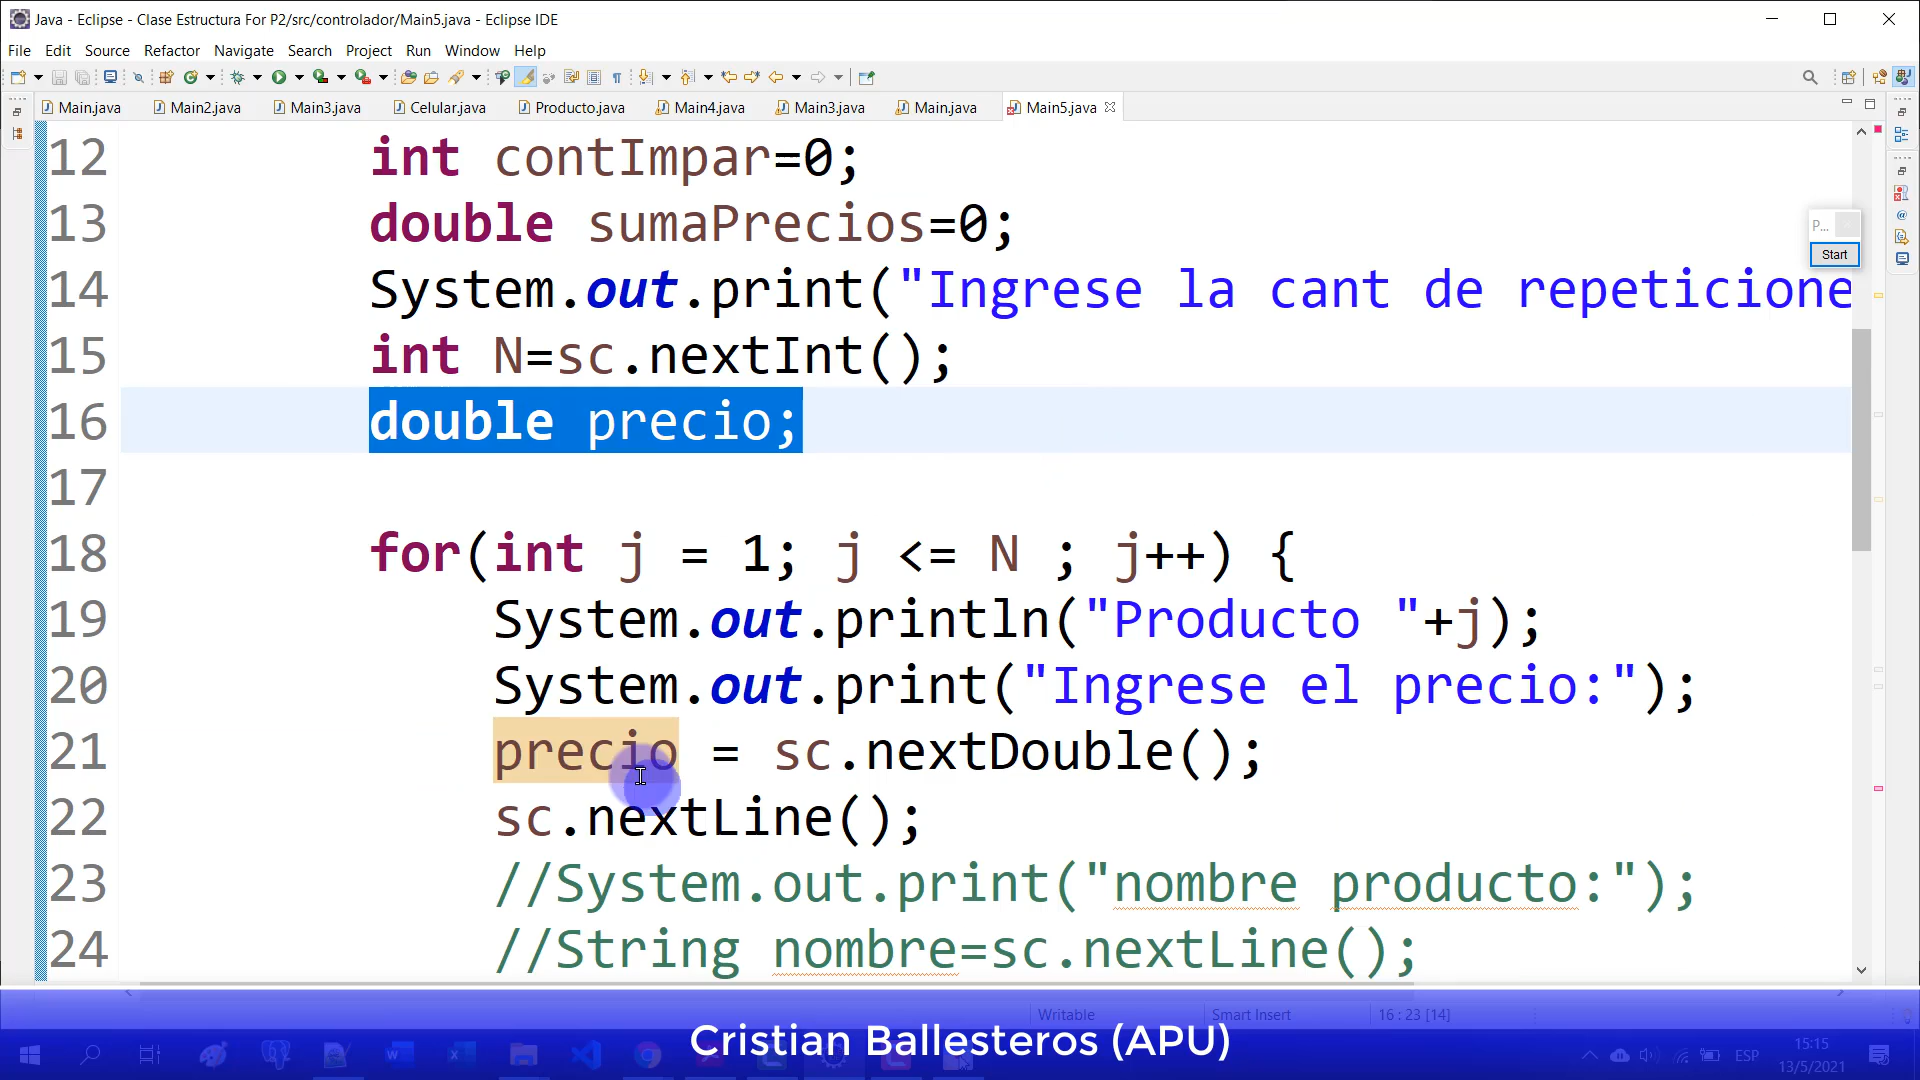 Java - Eclipse - Clase Estructura For P2/src/controlador/Main5.java - Eclipse IDE
File Edit Source Refactor Navigate Search Project Run Window Help
Main.java Main2.java Main3.java Celular.java Producto.java Main4.java Main3.java Main.java Main5.java
12 int contImpar=0;
13 double sumaPrecios=0;
P...
Start
14 System.out.print("Ingrese la cant de repeticione
15 int N=sc.nextInt();
16 double precio;
17
18 for(int j = 1; j <= N ; j++) {
19 System.out.println("Producto "+j);
20 System.out.print("Ingrese el precio:");
21 precio = sc.nextDouble();
22 sc.nextLine();
23 //System.out.print("nombre producto:");
24 //String nombre=sc.nextLine();
Writable Smart Insert 16 : 23 [14]
Cristian Ballesteros (APU)
ESP
15:15
13/5/2021